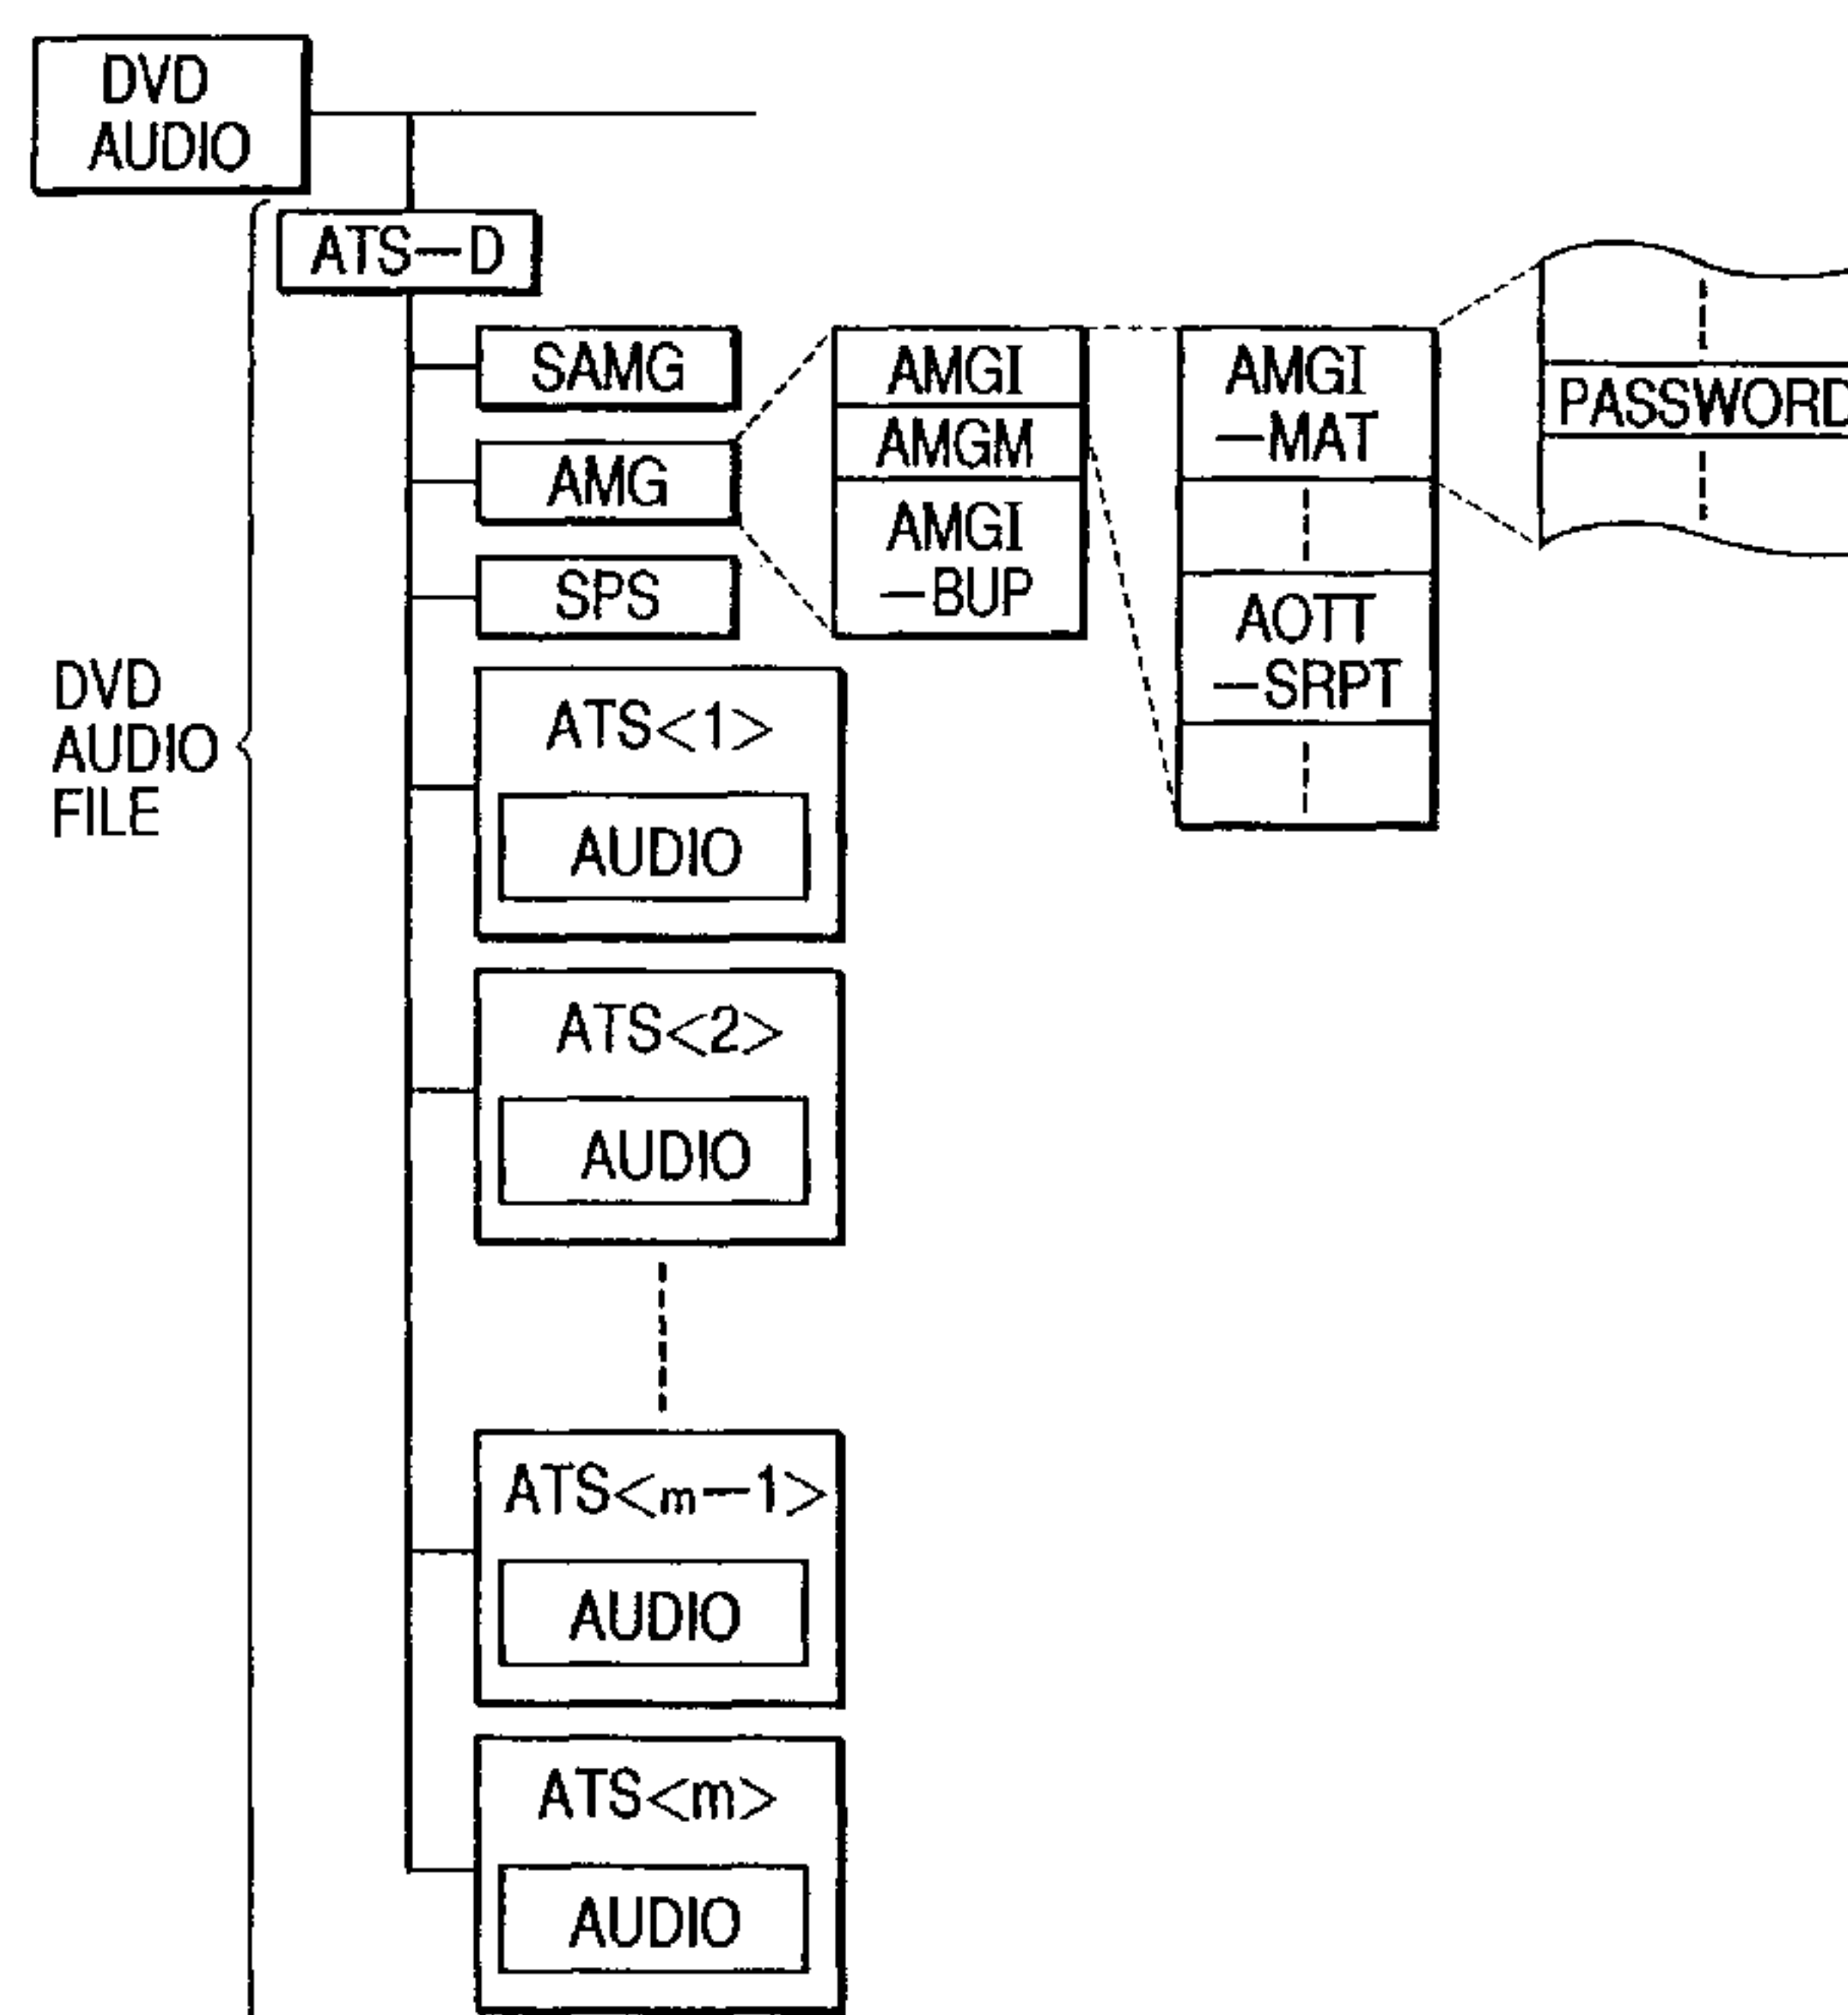 DVD
AUDIO
ATS—D
SAMG
AMG
SPS
AMGI
AMGM
AMGI
—BUP
AMGI
—MAT
AOTT
—SRPT
PASSWORD
DVD
AUDIO
FILE
ATS<1>
AUDIO
ATS<2>
AUDIO
ATS<m—1>
AUDIO
ATS<m>
AUDIO